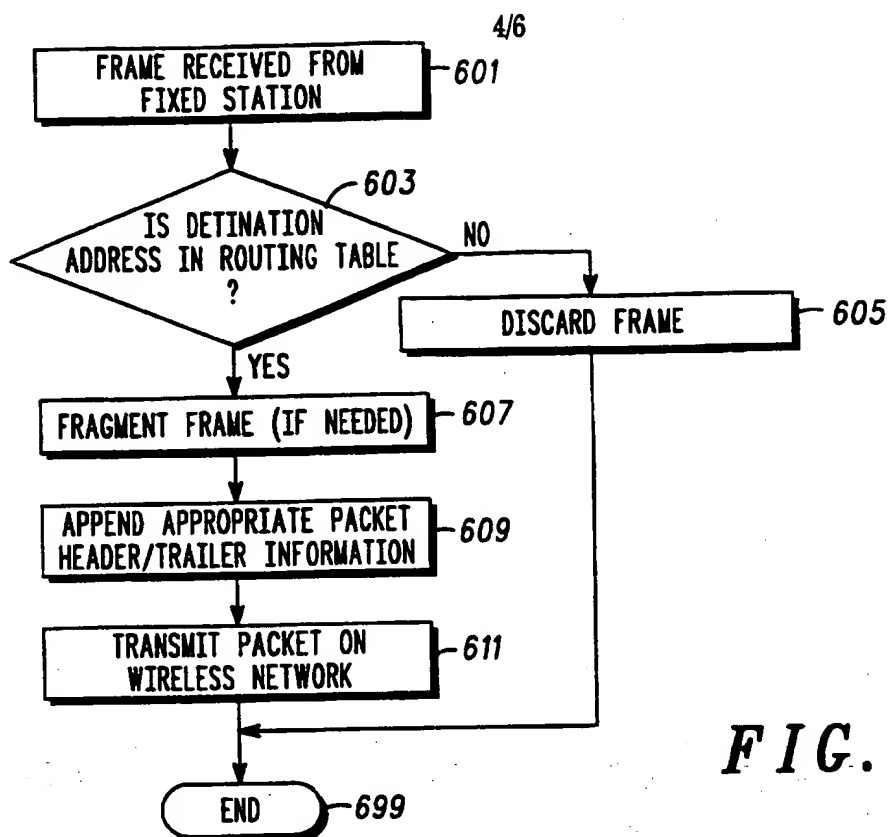 4/6
FRAME RECEIVED FROM
FIXED STATION
601
603
IS DETINATION
ADDRESS IN ROUTING TABLE
?
NO
DISCARD FRAME
605
YES
FRAGMENT FRAME (IF NEEDED)
607
APPEND APPROPRIATE PACKET
HEADER/TRAILER INFORMATION
609
TRANSMIT PACKET ON
WIRELESS NETWORK
611
FIG.
END
699